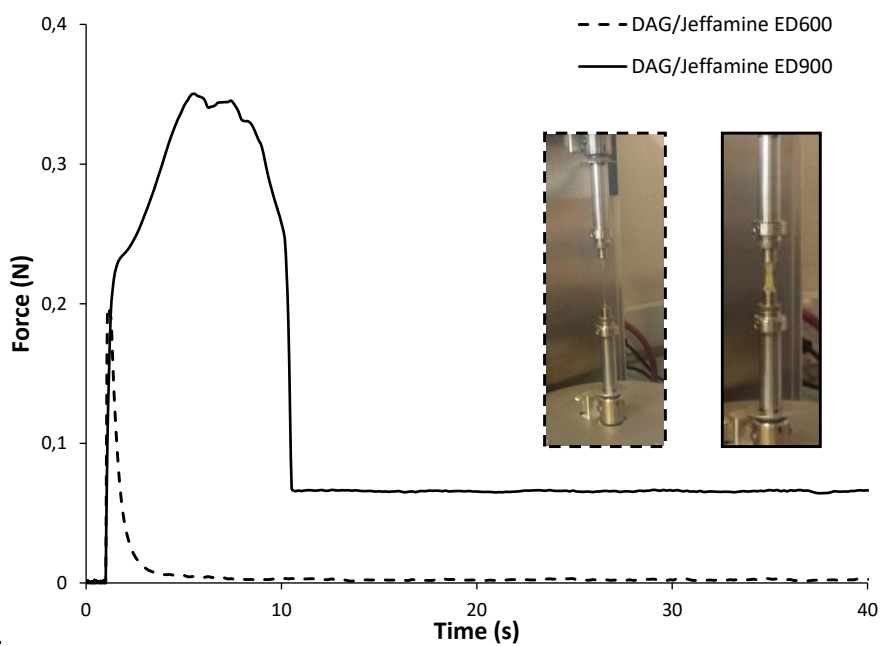 0,4
DAG/Jeffamine ED600
DAG/Jeffamine ED900
0,3
0,2
Force (N)
0,1
0
0 10 20 30 40
Time (s)